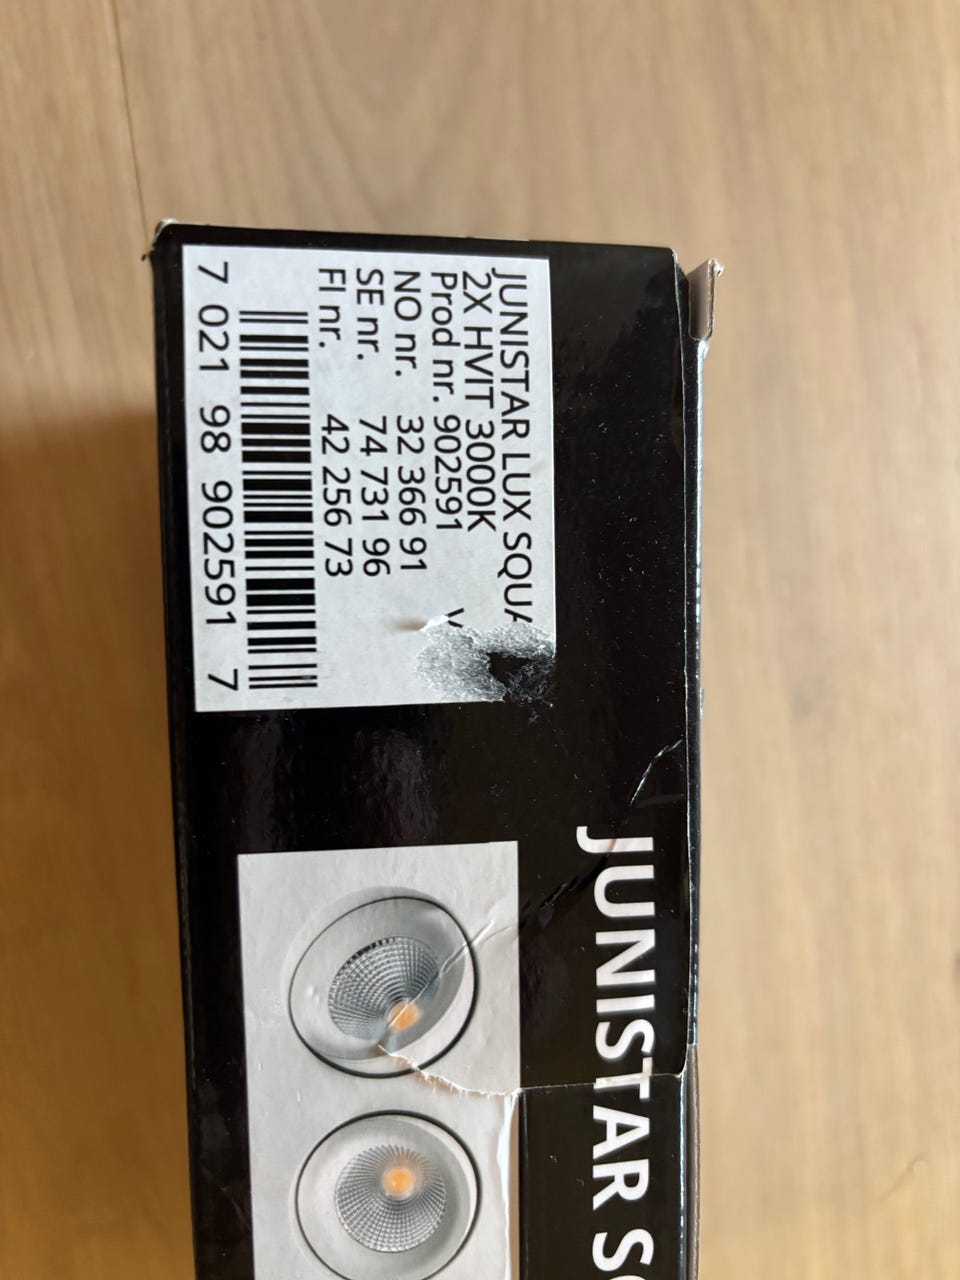 JUNISTAR LUX SQUA
2X HVIT 3000K
Prod nr. 902591
NO nr. 32 366 91
SE nr. 74 731 96
FI nr. 42 256 73
7 021 98 902591 7
JUNISTAR